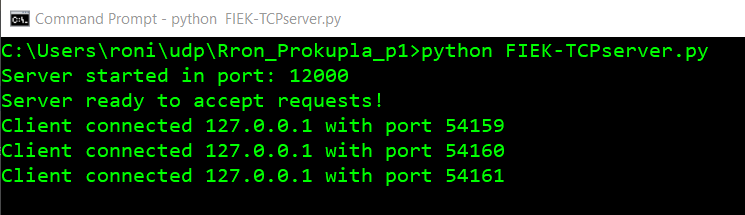 Command Prompt - python  FIEK-TCPserver.py
C:\Users\roni\udp\Rron_Prokupla_p1>python FIEK-TCPserver.py
Server started in port: 12000
Server ready to accept requests!
Client connected 127.0.0.1 with port 54159
Client connected 127.0.0.1 with port 54160
Client connected 127.0.0.1 with port 54161